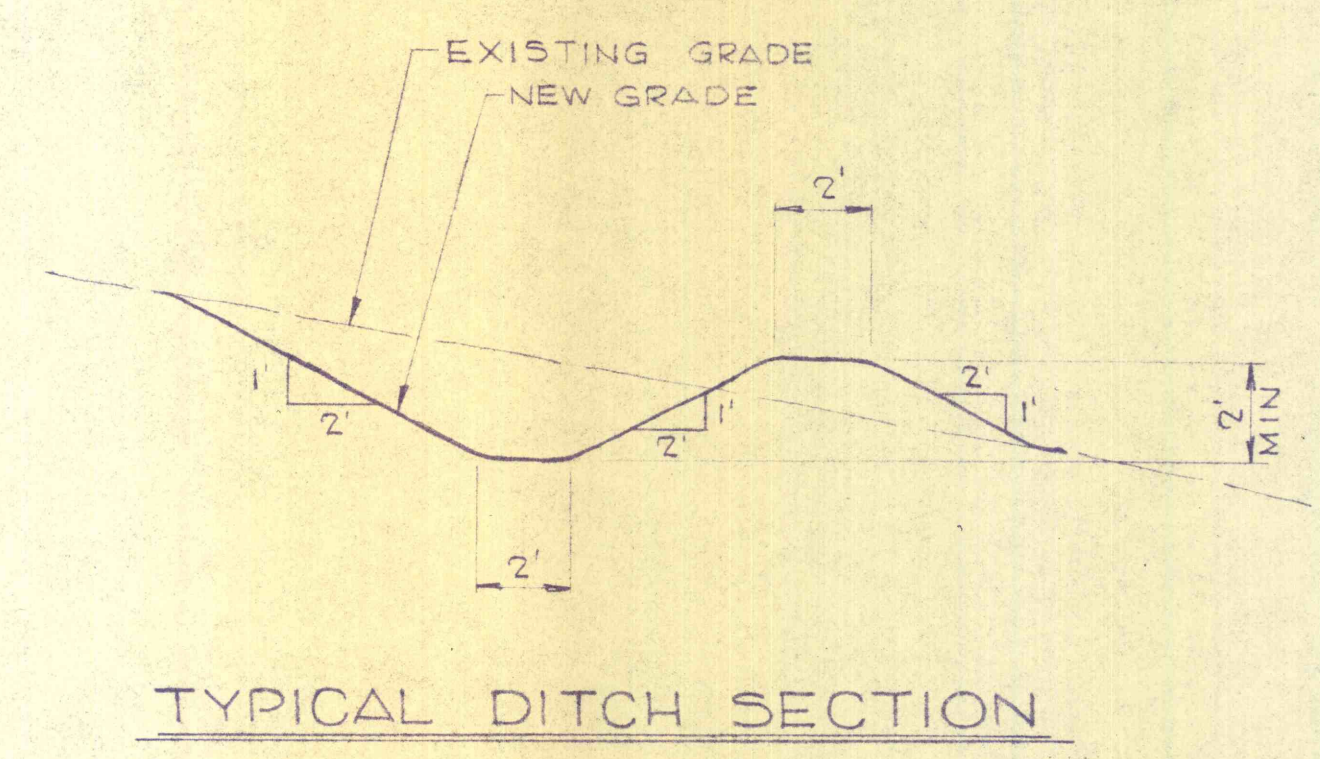 EXISTING GRADE
NEW GRADE
2'
1'
2'
2'
1'
2'
1'
2'
MIN
2'
TYPICAL DITCH SECTION